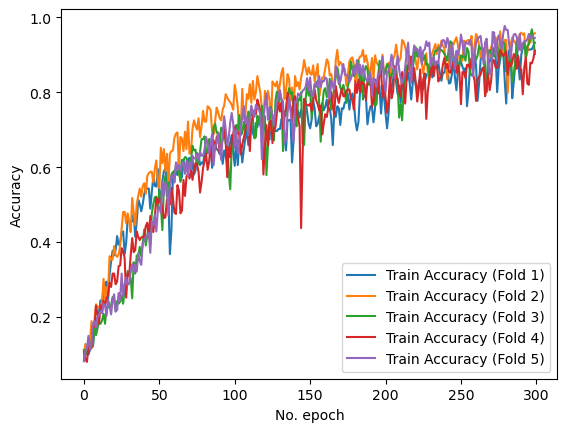 1.0
0.8
0.6
0.4
0.2
Accuracy
0
50
100
150
200
250
300
No. epoch
Train Accuracy (Fold 1)
Train Accuracy (Fold 2)
Train Accuracy (Fold 3)
Train Accuracy (Fold 4)
Train Accuracy (Fold 5)